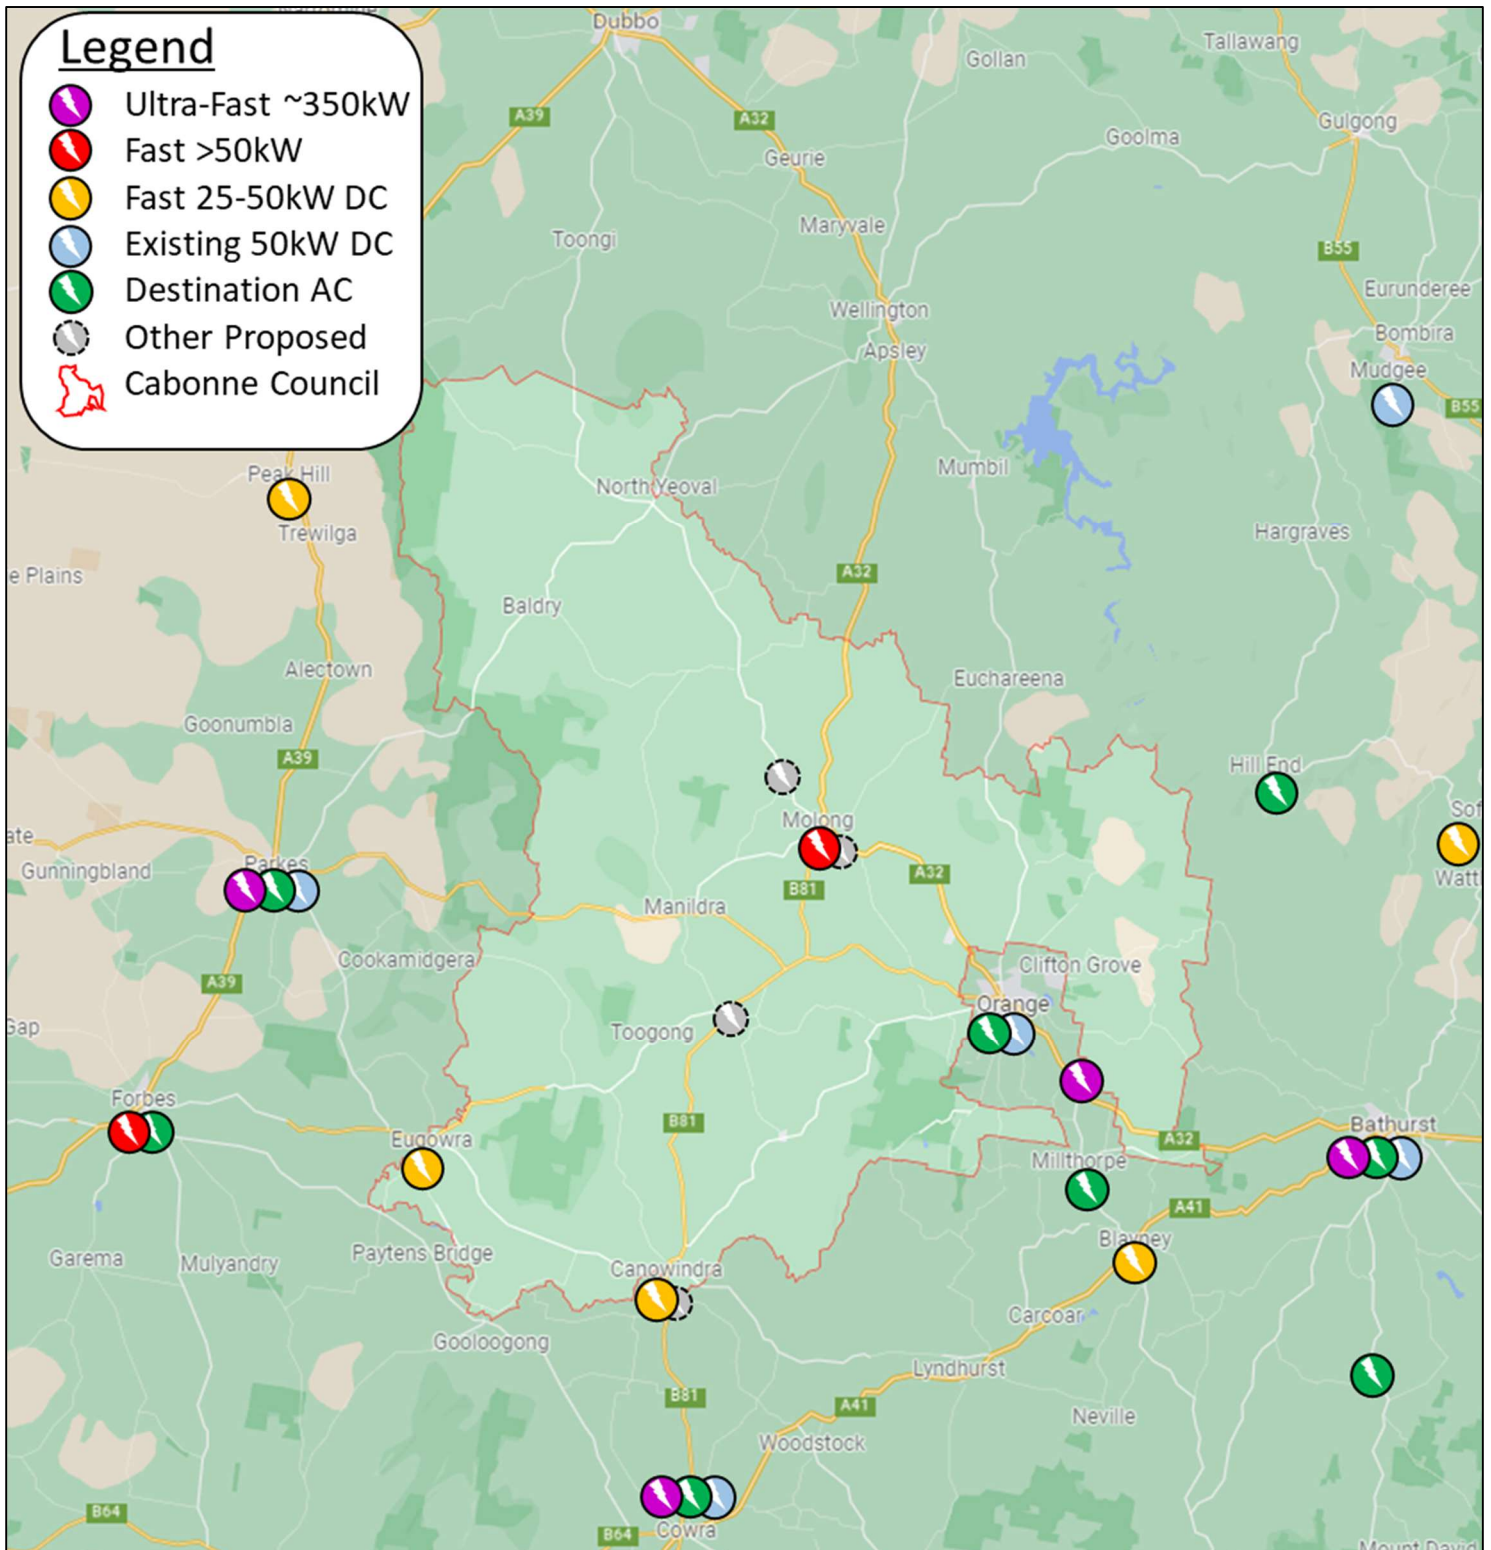 Legend
Ultra-Fast ~350kW
Fast >50kW
Fast 25-50kW DC
Existing 50kW DC
Destination AC
Other Proposed
Cabonne Council
Dubbo
Gollan
Tallawang
A39
A32
Gulgong
Goolma
Geurie
Maryvale
Toongi
B55
Eurunderee
Wellington
Bombira
Apsley
Mudgee
B55
Peak Hill
Mumbil
North Yeoval
Trewilga
Hargraves
e Plains
A32
Baldry
Alectown
Euchareena
Goonumbla
A39
Hill End
Molong
Sof
ate
Parkes
Gunningbland
A32
Wattl
B81
Manildra
Cookamidgera
Clifton Grove
A39
Orange
Gap
Toogong
Forbes
B81
Bathurst
Eugowra
A32
Millthorpe
A41
Blayney
Paytens Bridge
Garema
Mulyandry
Canowindra
Carcoar
Gooloogong
Lyndhurst
B81
A41
Neville
Woodstock
B64
Cowra
B64
Mount David